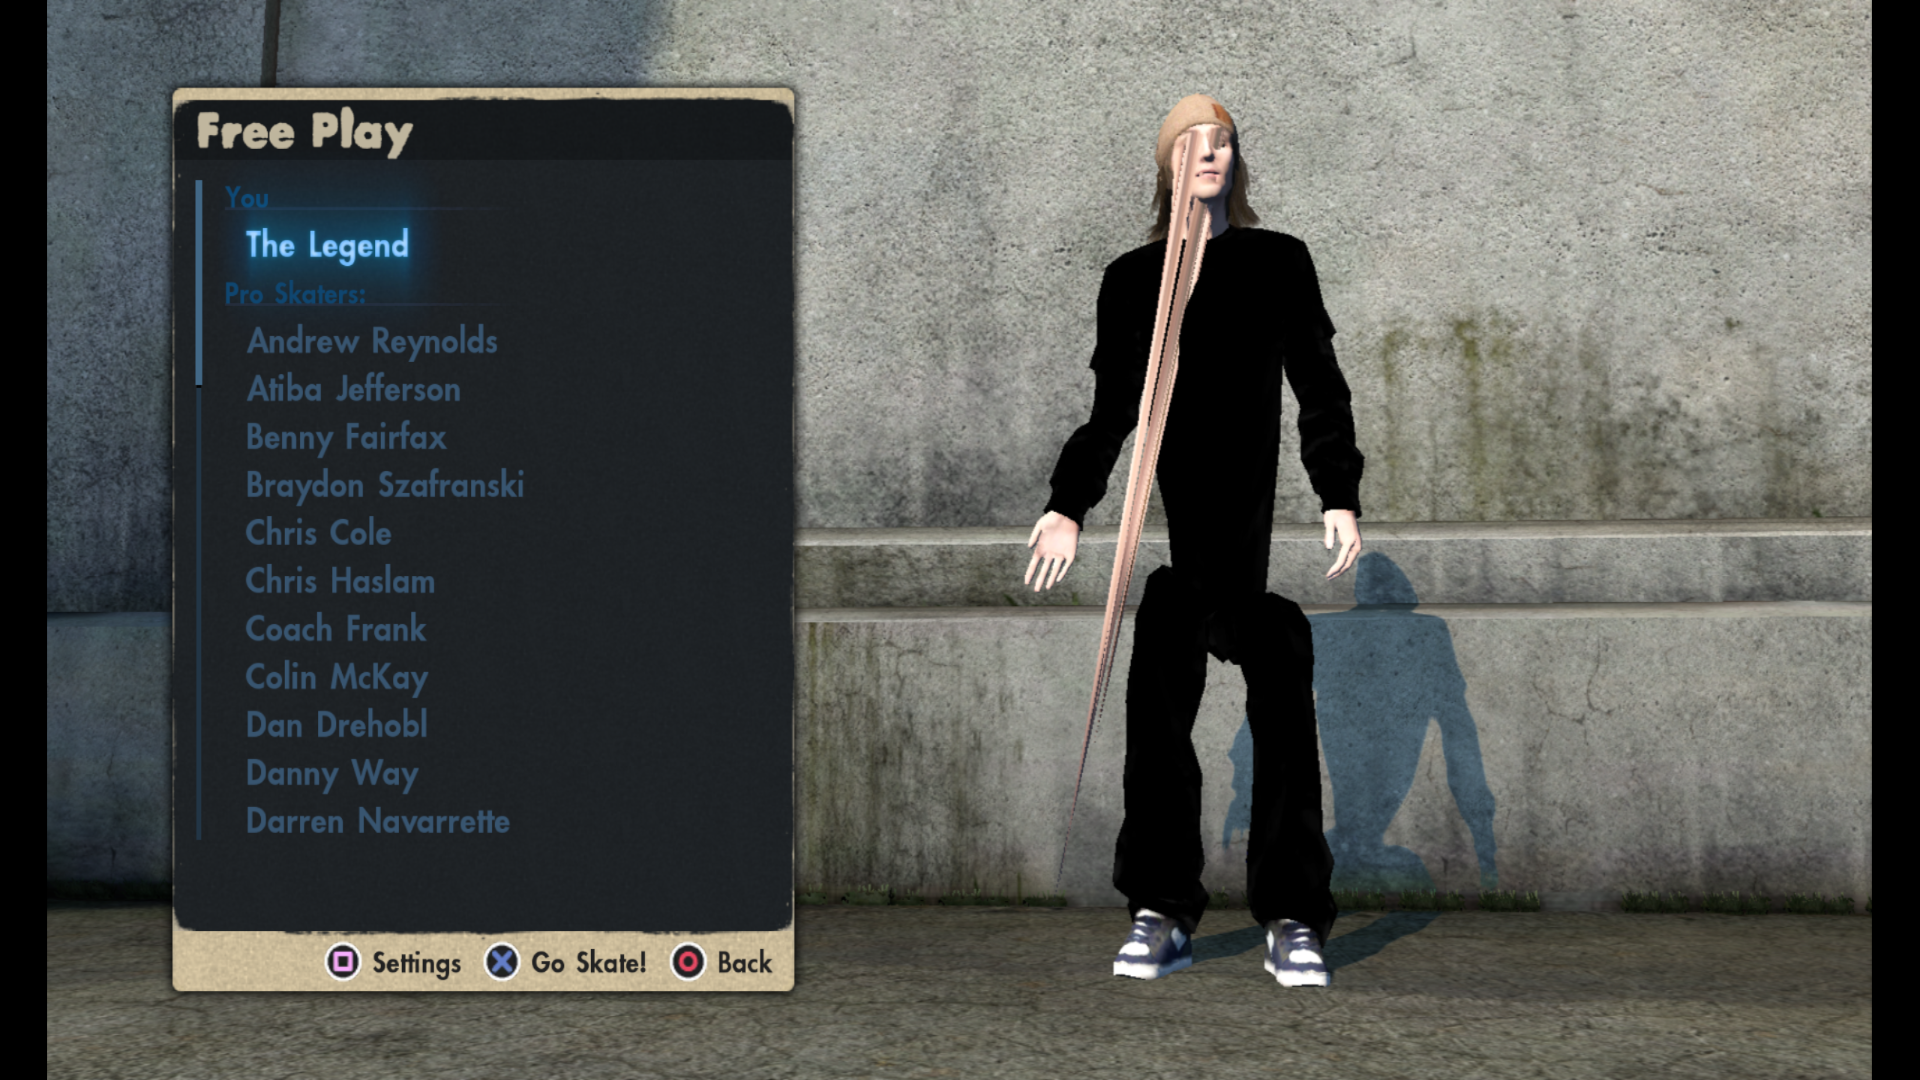 Free Play
You
The Legend
Pro Skaters:
Andrew Reynolds
Atiba Jefferson
Benny Fairfax
Braydon Szafranski
Chris Cole
Chris Haslam
Coach Frank
Colin McKay
Dan Drehobl
Danny Way
Darren Navarrette
Settings Go Skate! Back